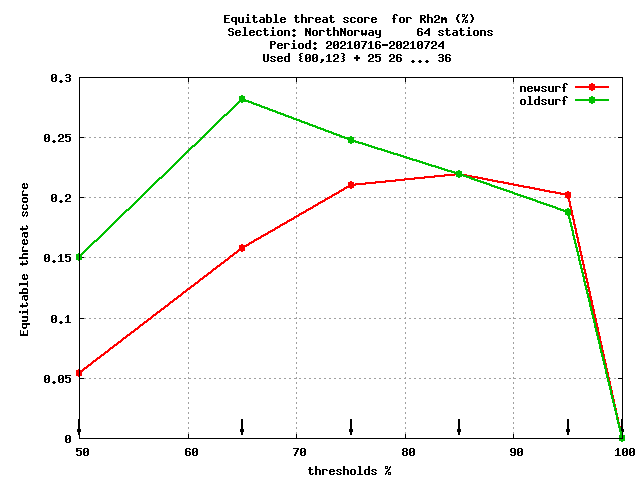 Equitable threat score  for Rh2m (%)
Selection: NorthNorway     64 stations
Period: 20210716-20210724
Used {00,12} + 25 26 ... 36
newsurf
oldsurf
Equitable threat score
0.3
0.25
0.2
0.15
0.1
0.05
0
50 60 70 80 90 100
thresholds %